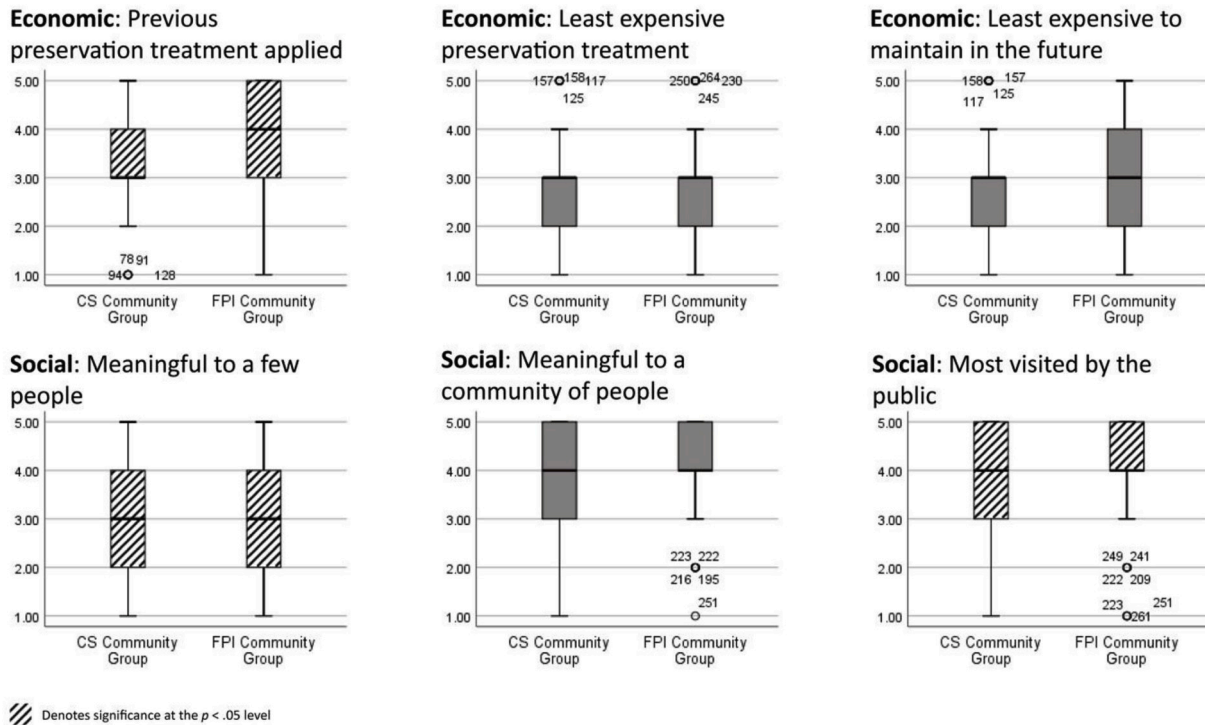 Economic: Previous
preservation treatment applied
5.00
4.00
3.00
2.00
1.00
78 91
94 128
CS Community
Group
FPI Community
Group
Economic: Least expensive
preservation treatment
5.00
4.00
3.00
2.00
1.00
157 158 117
125
250 264 230
245
CS Community
Group
FPI Community
Group
Economic: Least expensive to
maintain in the future
5.00
4.00
3.00
2.00
1.00
158 157
117 125
CS Community
Group
FPI Community
Group
Social: Meaningful to a few
people
5.00
4.00
3.00
2.00
1.00
CS Community
Group
FPI Community
Group
Social: Meaningful to a
community of people
5.00
4.00
3.00
2.00
1.00
223 222
216 195
251
CS Community
Group
FPI Community
Group
Social: Most visited by the
public
5.00
4.00
3.00
2.00
1.00
249 241
222 209
223 251
261
CS Community
Group
FPI Community
Group
Denotes significance at the p < .05 level